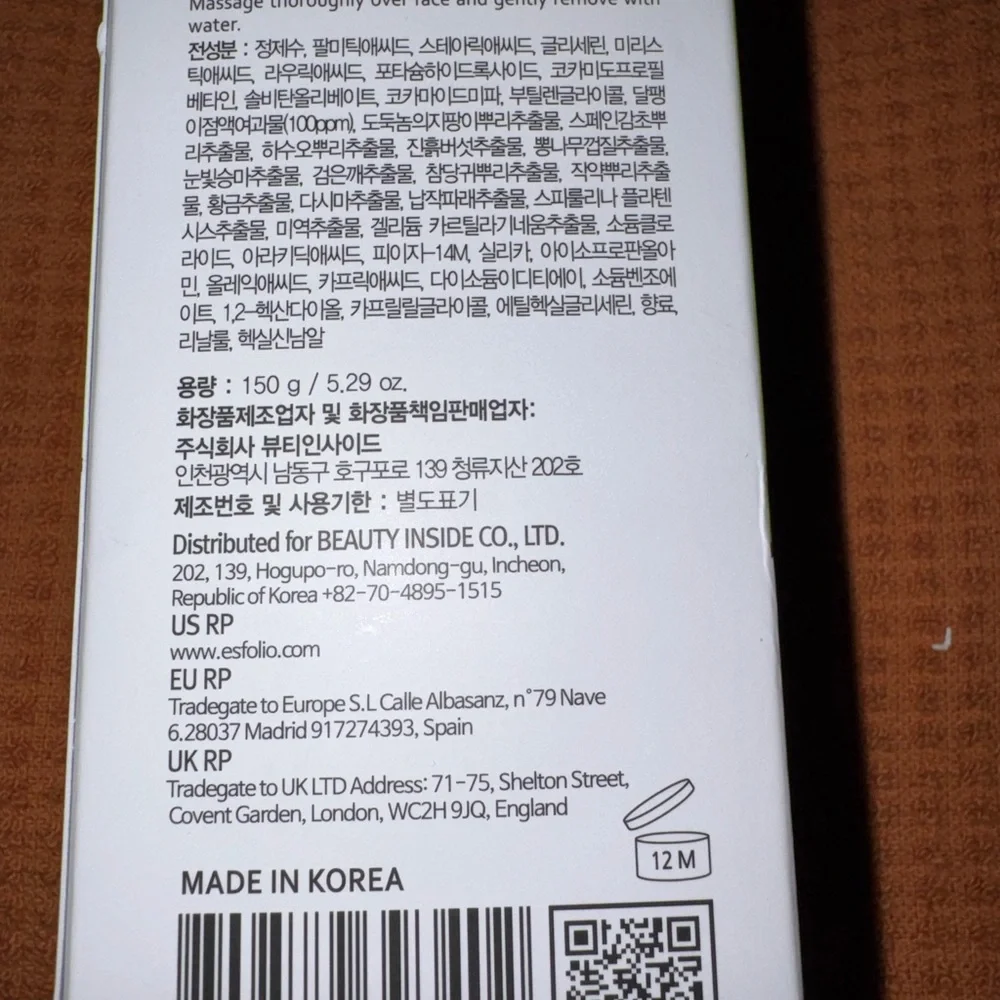 Massage thoroughly over face and gently remove with
water.
전성분 : 정제수, 팔미틱애씨드, 스테아릭애씨드, 글리세린, 미리스
틱애씨드, 라우릭애씨드, 포타슘하이드록사이드, 코카미도프로필
베타인, 솔비탄올리베이트, 코카마이드미파, 부틸렌글라이콜, 달팽
이점액여과물(100ppm), 도둑놈의지팡이뿌리추출물, 스페인감초뿌
리추출물, 하수오뿌리추출물, 진흙버섯추출물, 뽕나무껍질추출물,
눈빛승마추출물, 검은깨추출물, 참당귀뿌리추출물, 작약뿌리추출
물, 황금추출물, 다시마추출물, 납작파래추출물, 스피룰리나 플라텐
시스추출물, 미역추출물, 겔리듐 카르틸라기네움추출물, 소듐클로
라이드, 아라키딕애씨드, 피이지-14M, 실리카, 아이소프로판올아
민, 올레익애씨드, 카프릭애씨드, 다이소듐이디티에이, 소듐벤조에
이트, 1,2-헥산다이올, 카프릴릴글라이콜, 에틸헥실글리세린, 향료,
리날룰, 헥실신남알
용량 : 150 g / 5.29 oz.
화장품제조업자 및 화장품책임판매업자:
주식회사 뷰티인사이드
인천광역시 남동구 호구포로 139 청류지산 202호
제조번호 및 사용기한 : 별도표기
Distributed for BEAUTY INSIDE CO., LTD.
202, 139, Hogupo-ro, Namdong-gu, Incheon,
Republic of Korea +82-70-4895-1515
US RP
www.esfolio.com
EU RP
Tradegate to Europe S.L Calle Albasanz, n°79 Nave
6.28037 Madrid 917274393, Spain
UK RP
Tradegate to UK LTD Address: 71-75, Shelton Street,
Covent Garden, London, WC2H 9JQ, England
12 M
MADE IN KOREA